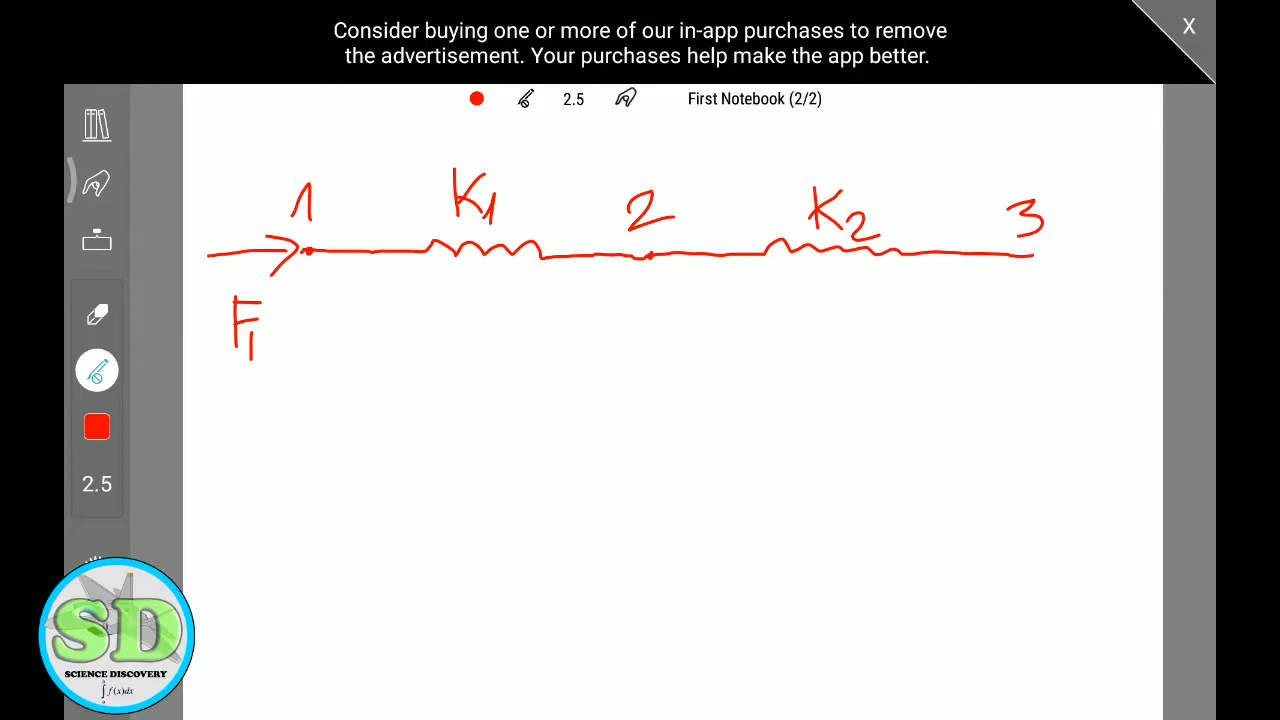 Consider buying one or more of our in-app purchases to remove
the advertisement. Your purchases help make the app better.
X
2.5 First Notebook (2/2)
1 K1 2 K2 3
F1
2.5
SD
SCIENCE DISCOVERY
∫f(x)dx